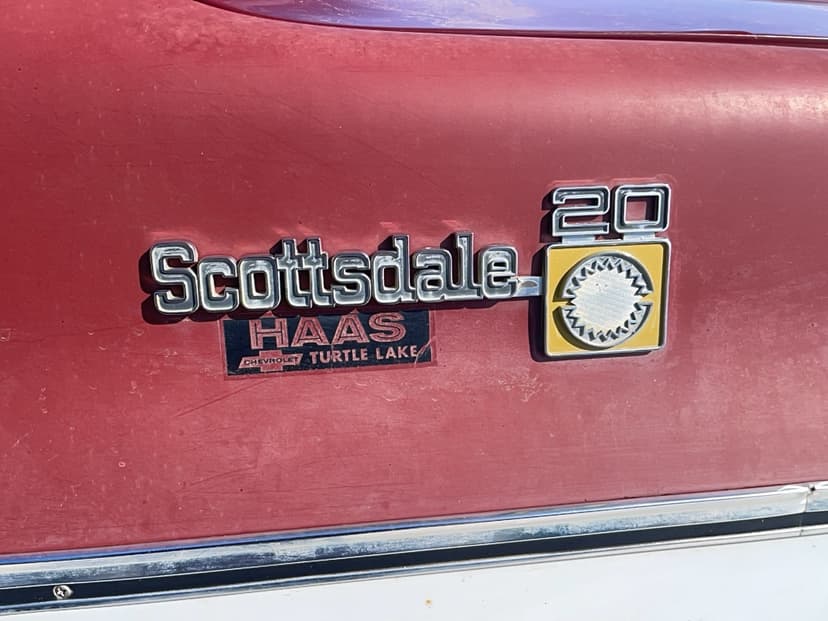 20
Scottsdale
HAAS
CHEVROLET TURTLE LAKE